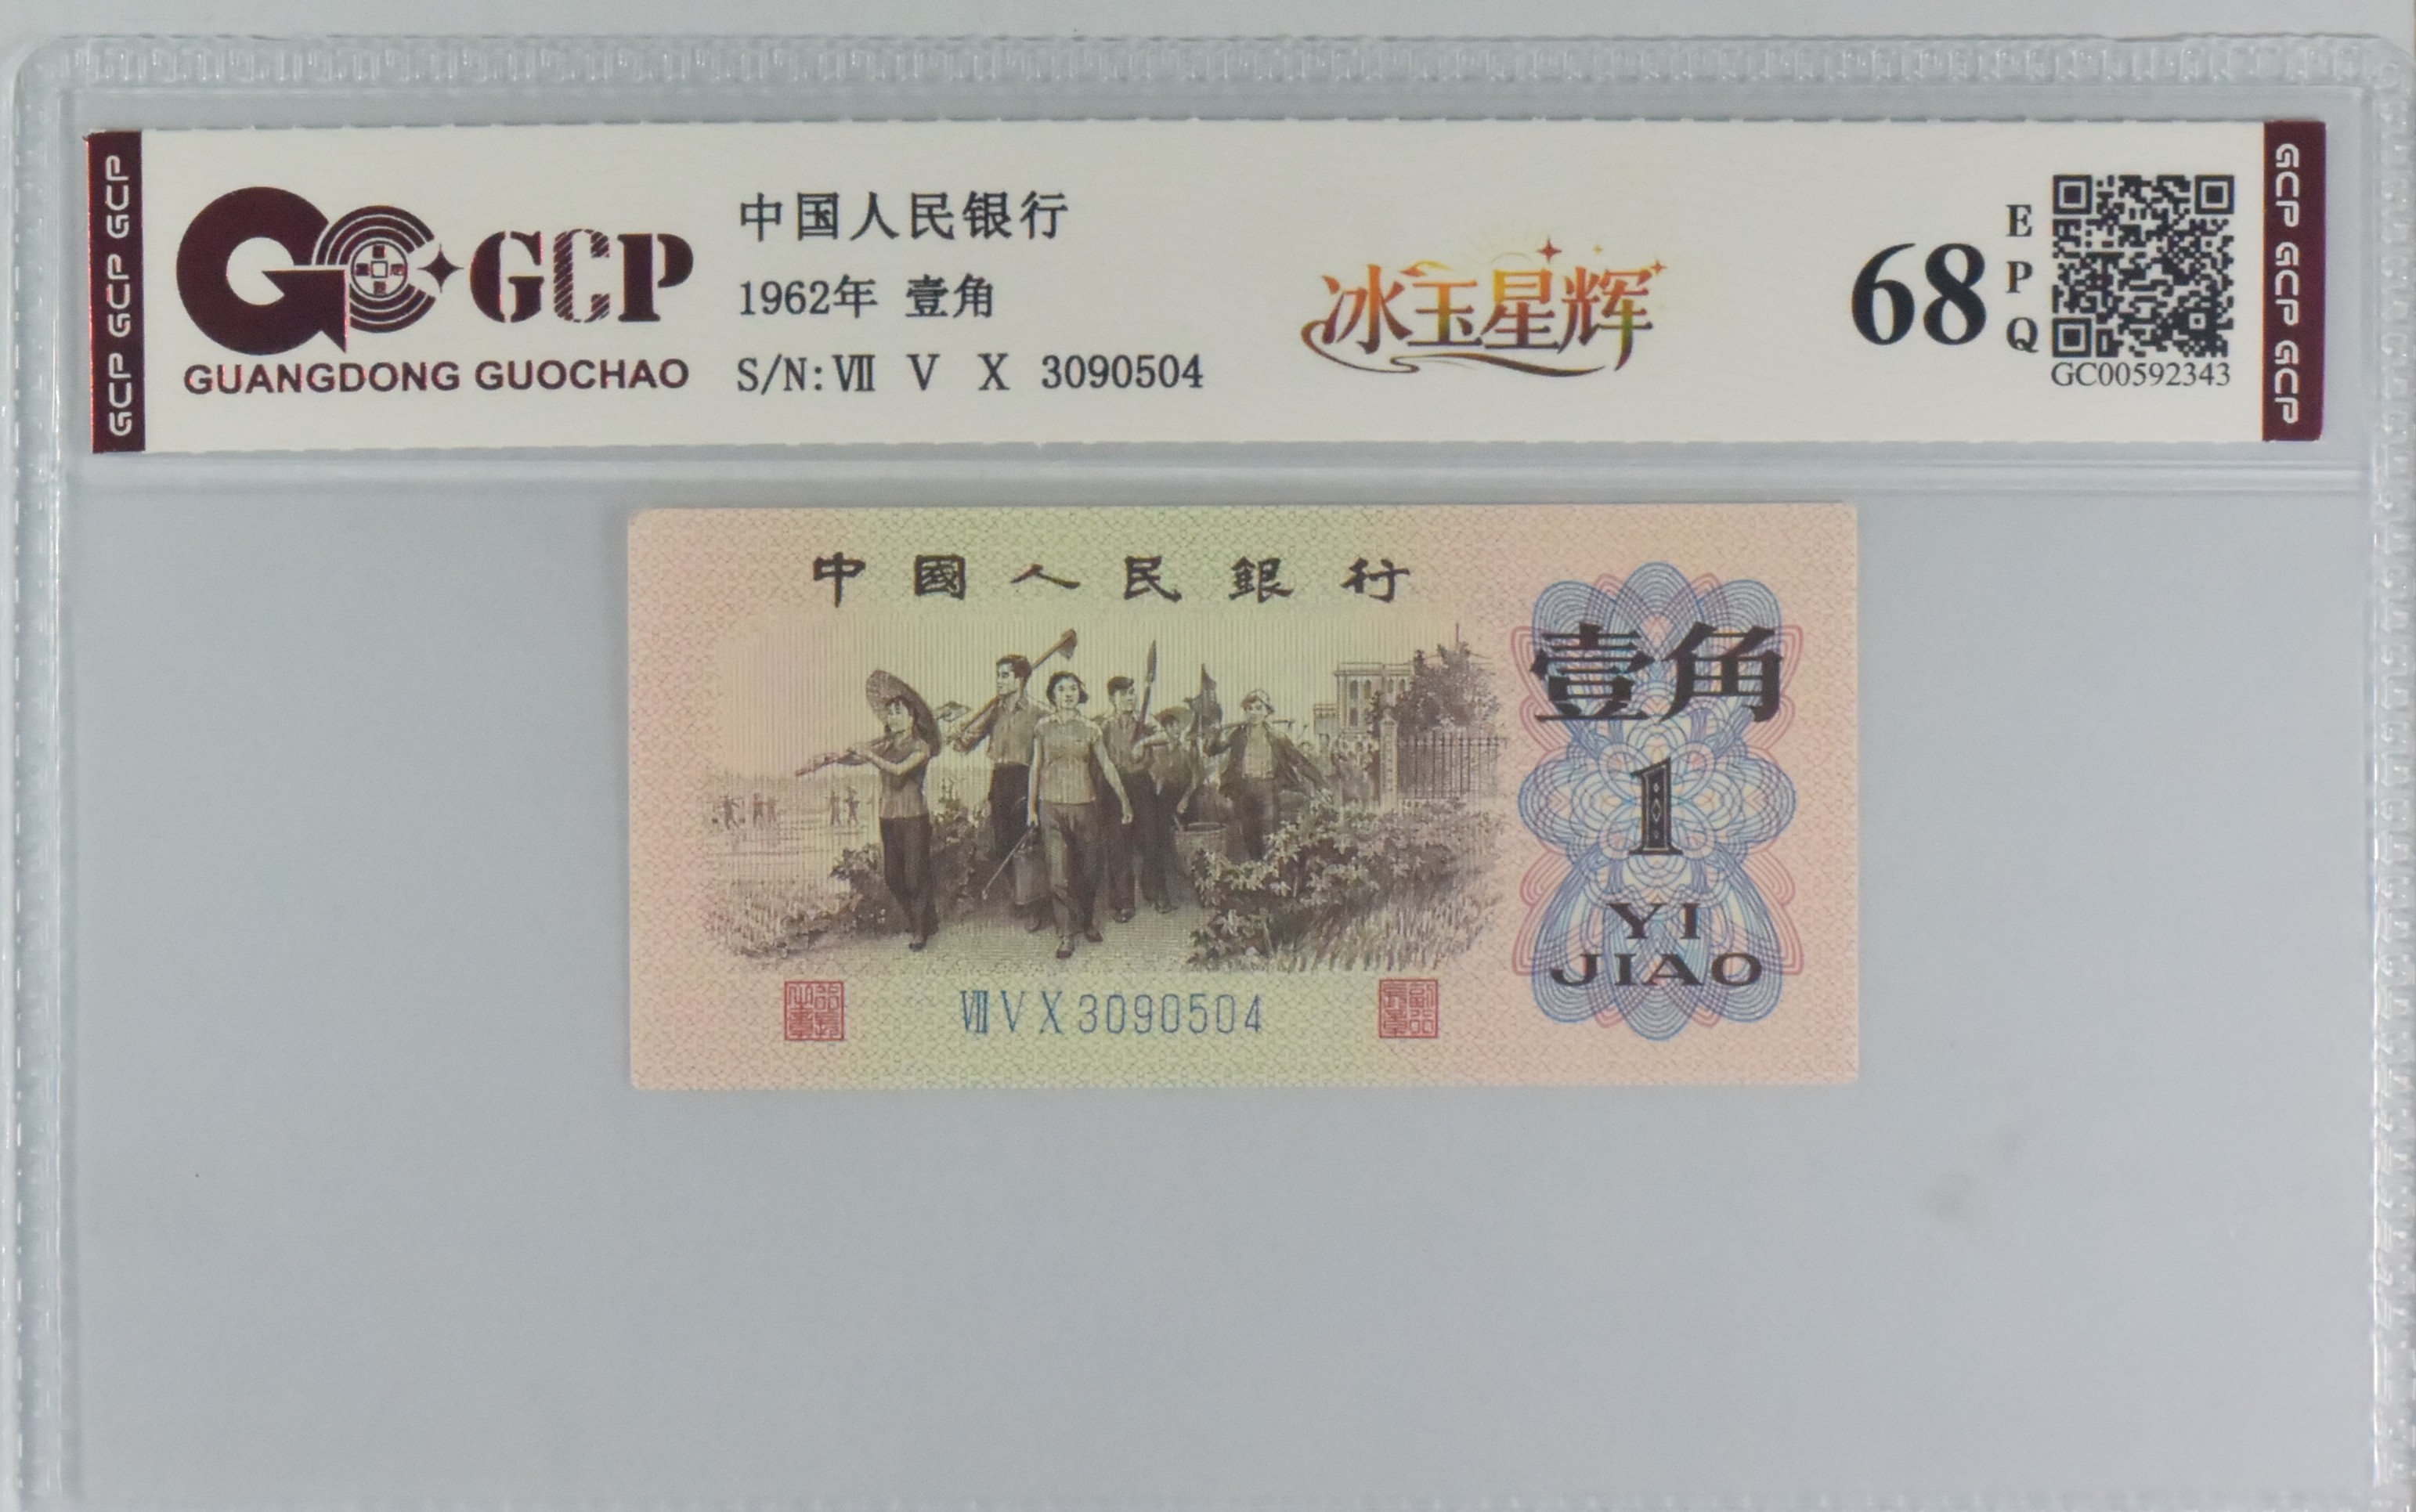 GCP GCP GCP
GCP
GUANGDONG GUOCHAO
中国人民银行
1962年 壹角
S/N:Ⅶ Ⅴ Ⅹ 3090504
冰玉星辉
68
EPQ
GC00592343
GCP GCP GCP
中國人民銀行
壹角
1
YI
JIAO
ⅦⅤⅩ3090504